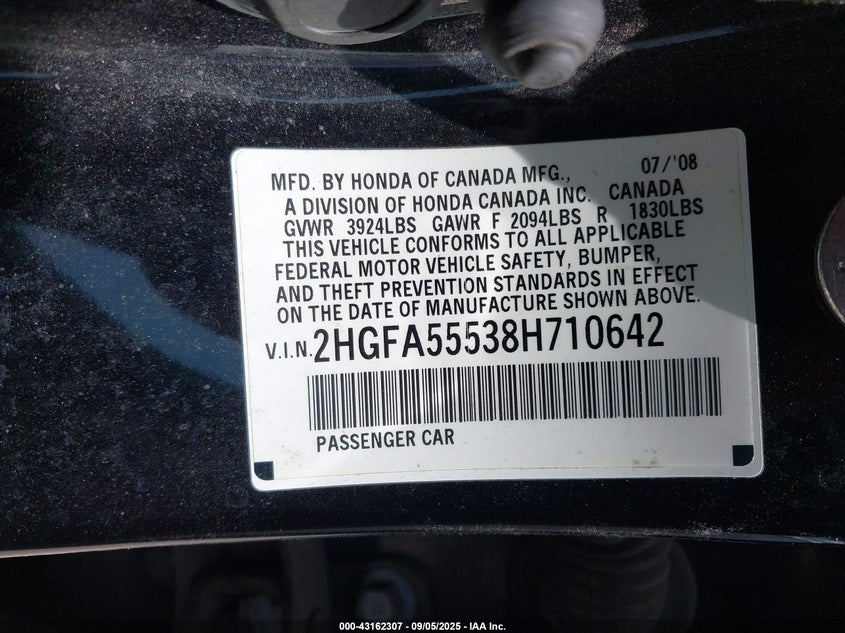 MFD. BY HONDA OF CANADA MFG., 07/'08
A DIVISION OF HONDA CANADA INC. CANADA
GVWR 3924LBS GAWR F 2094LBS R 1830LBS
THIS VEHICLE CONFORMS TO ALL APPLICABLE
FEDERAL MOTOR VEHICLE SAFETY, BUMPER,
AND THEFT PREVENTION STANDARDS IN EFFECT
ON THE DATE OF MANUFACTURE SHOWN ABOVE.
V.I.N. 2HGFA55538H710642
PASSENGER CAR
000-43162307 - 09/05/2025 - IAA Inc.